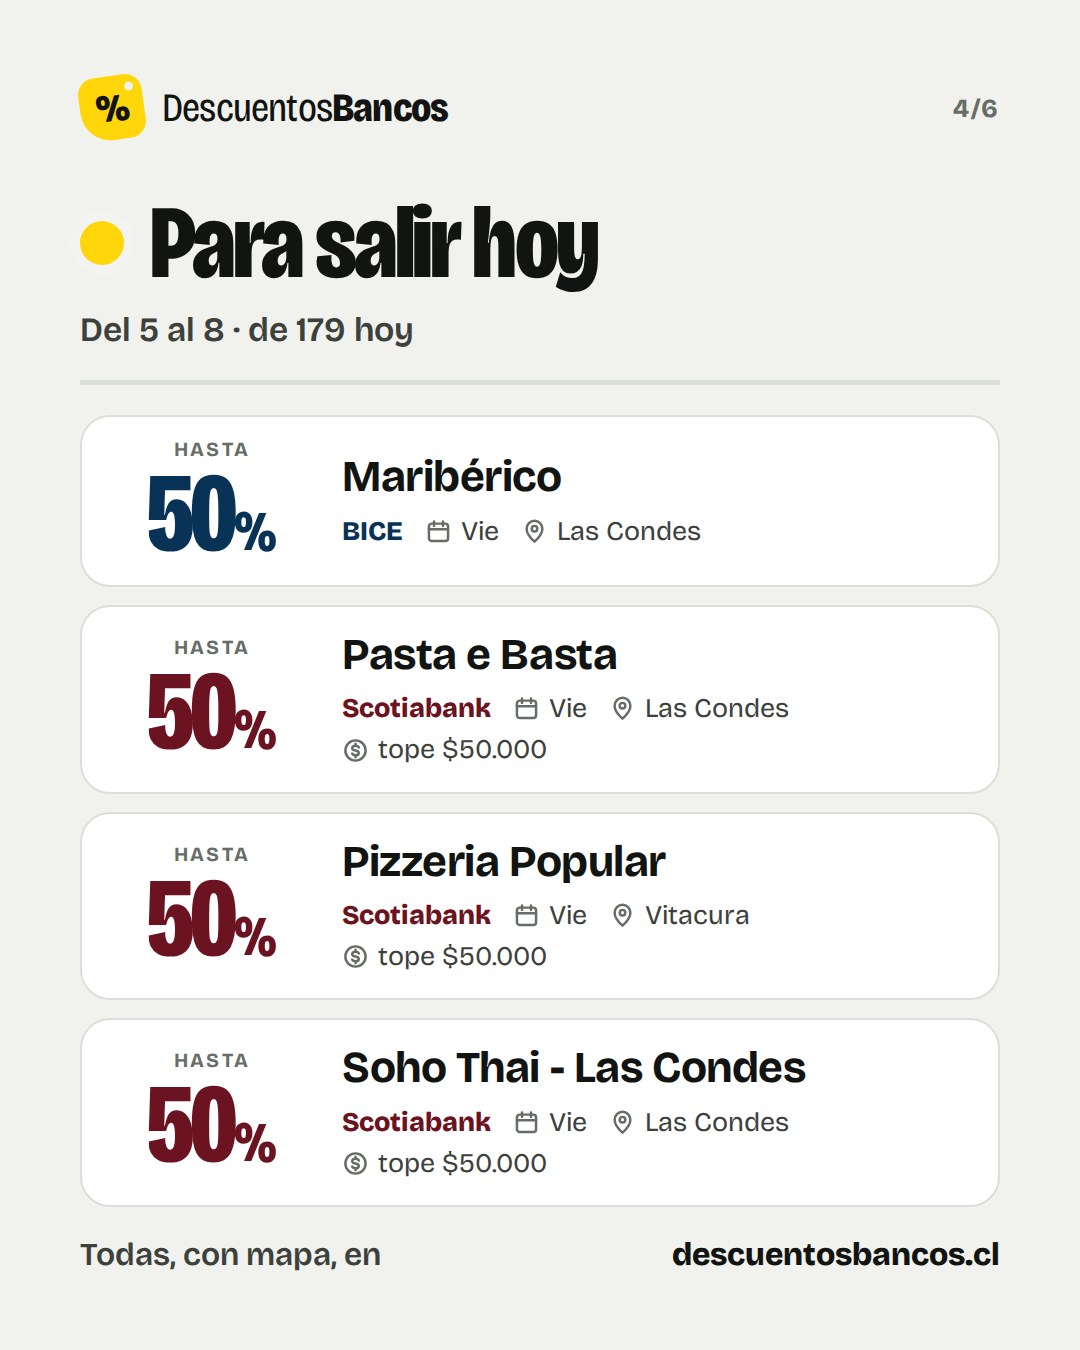 % DescuentosBancos
4/6
Para salir hoy
Del 5 al 8 · de 179 hoy
HASTA
50%
Maribérico
BICE Vie Las Condes
HASTA
50%
Pasta e Basta
Scotiabank Vie Las Condes
tope $50.000
HASTA
50%
Pizzeria Popular
Scotiabank Vie Vitacura
tope $50.000
HASTA
50%
Soho Thai - Las Condes
Scotiabank Vie Las Condes
tope $50.000
Todas, con mapa, en
descuentosbancos.cl